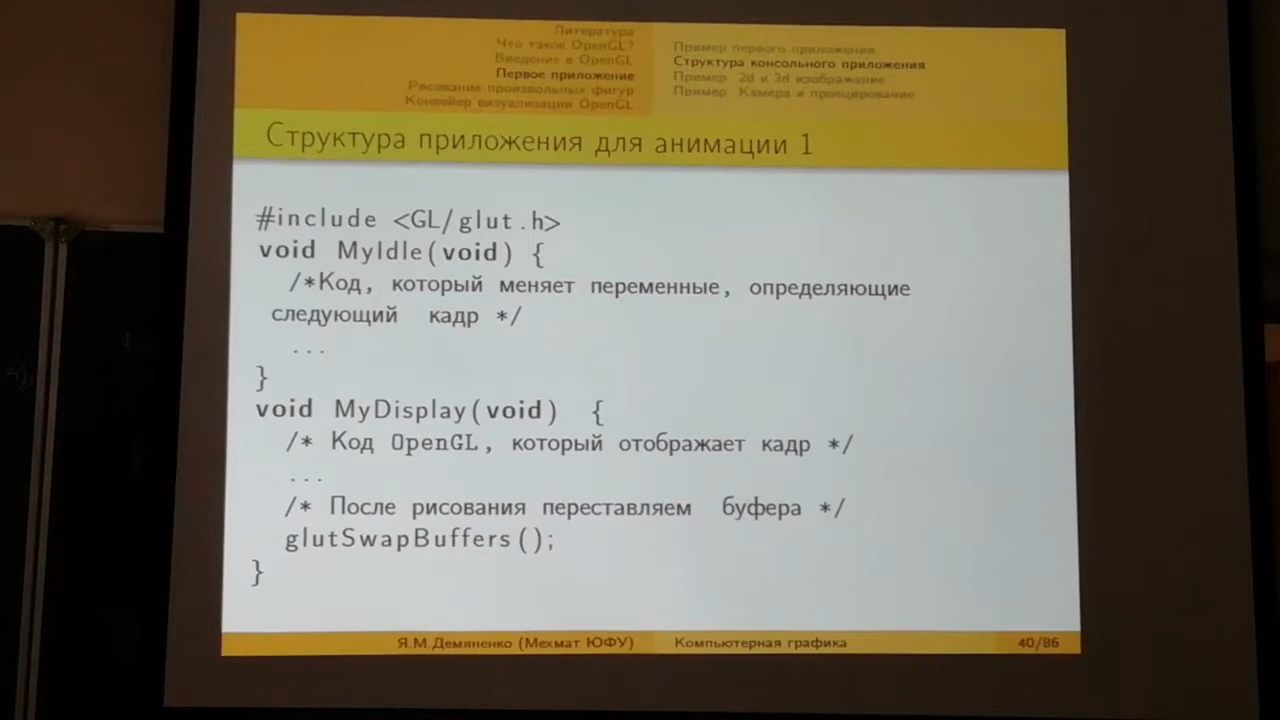 Литература
Что такое OpenGL?
Введение в OpenGL
Первое приложение
Рисование произвольных фигур
Конвейер визуализации OpenGL
Пример первого приложения
Структура консольного приложения
Пример 2d и 3d изображение
Пример Камера и проецирование
Структура приложения для анимации 1
#include <GL/glut.h>
void MyIdle(void) {
/*Код, который меняет переменные, определяющие
следующий кадр */
...
}
void MyDisplay(void) {
/* Код OpenGL, который отображает кадр */
...
/* После рисования переставляем буфера */
glutSwapBuffers();
}
Я.М.Демяненко (Мехмат ЮФУ) Компьютерная графика 40/86